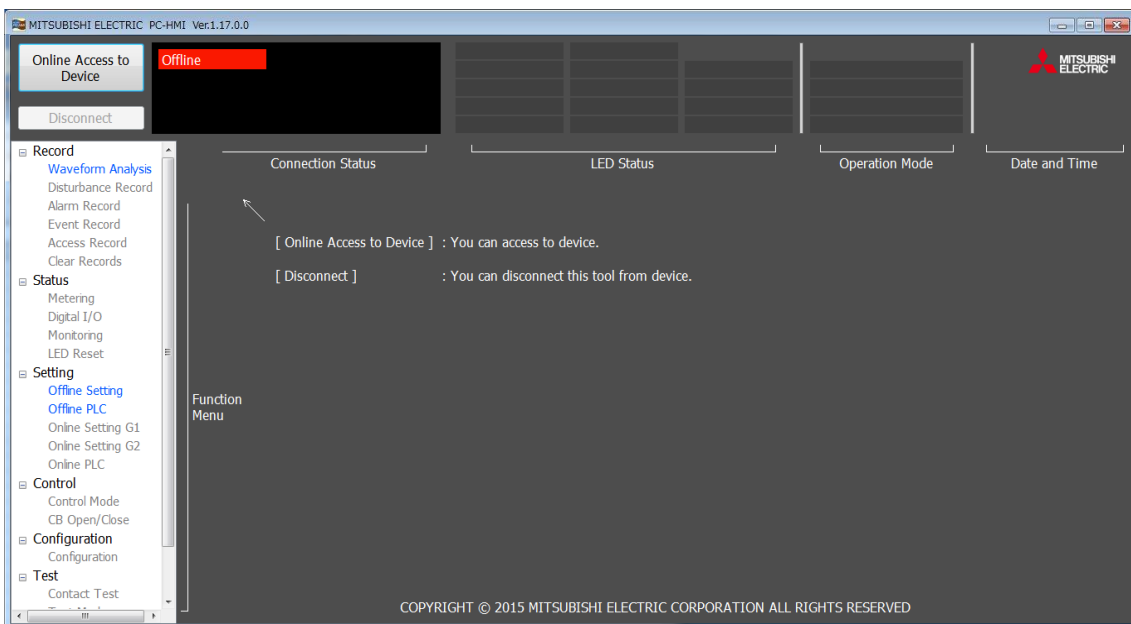 MITSUBISHI ELECTRIC PC-HMI Ver.1.17.0.0
Online Access to
Device
Disconnect
Offline
MITSUBISHI
ELECTRIC
Connection Status
LED Status
Operation Mode
Date and Time
Record
Waveform Analysis
Disturbance Record
Alarm Record
Event Record
Access Record
Clear Records
Status
Metering
Digital I/O
Monitoring
LED Reset
Setting
Offline Setting
Offline PLC
Online Setting G1
Online Setting G2
Online PLC
Control
Control Mode
CB Open/Close
Configuration
Configuration
Test
Contact Test
Function
Menu
[ Online Access to Device ] : You can access to device.
[ Disconnect ] : You can disconnect this tool from device.
COPYRIGHT © 2015 MITSUBISHI ELECTRIC CORPORATION ALL RIGHTS RESERVED